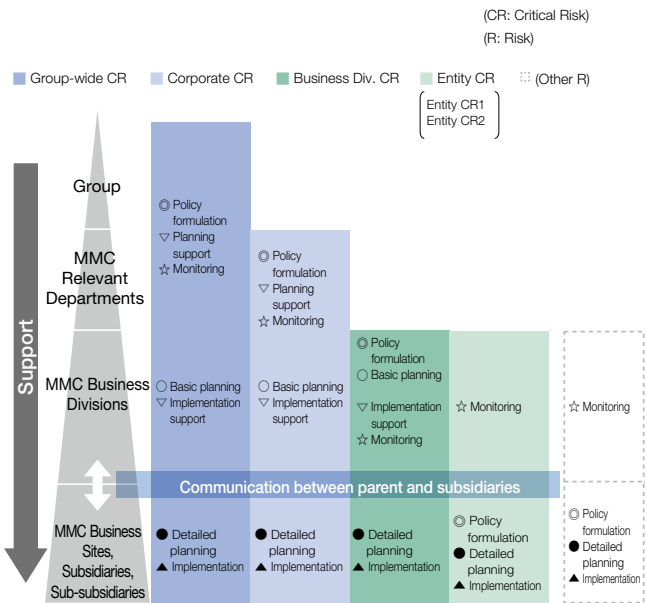 (CR: Critical Risk)
(R: Risk)
Group-wide CR
Corporate CR
Business Div. CR
Entity CR
(Other R)
Entity CR1
Entity CR2
Support
Group
MMC
Relevant
Departments
MMC Business
Divisions
MMC Business
Sites,
Subsidiaries,
Sub-subsidiaries
◎ Policy
formulation
▽ Planning
support
☆ Monitoring
○ Basic planning
▽ Implementation
support
● Detailed
planning
▲ Implementation
◎ Policy
formulation
▽ Planning
support
☆ Monitoring
○ Basic planning
▽ Implementation
support
● Detailed
planning
▲ Implementation
◎ Policy
formulation
○ Basic planning
▽ Implementation
support
☆ Monitoring
● Detailed
planning
▲ Implementation
☆ Monitoring
◎ Policy
formulation
● Detailed
planning
▲ Implementation
☆ Monitoring
◎ Policy
formulation
● Detailed
planning
▲ Implementation
Communication between parent and subsidiaries